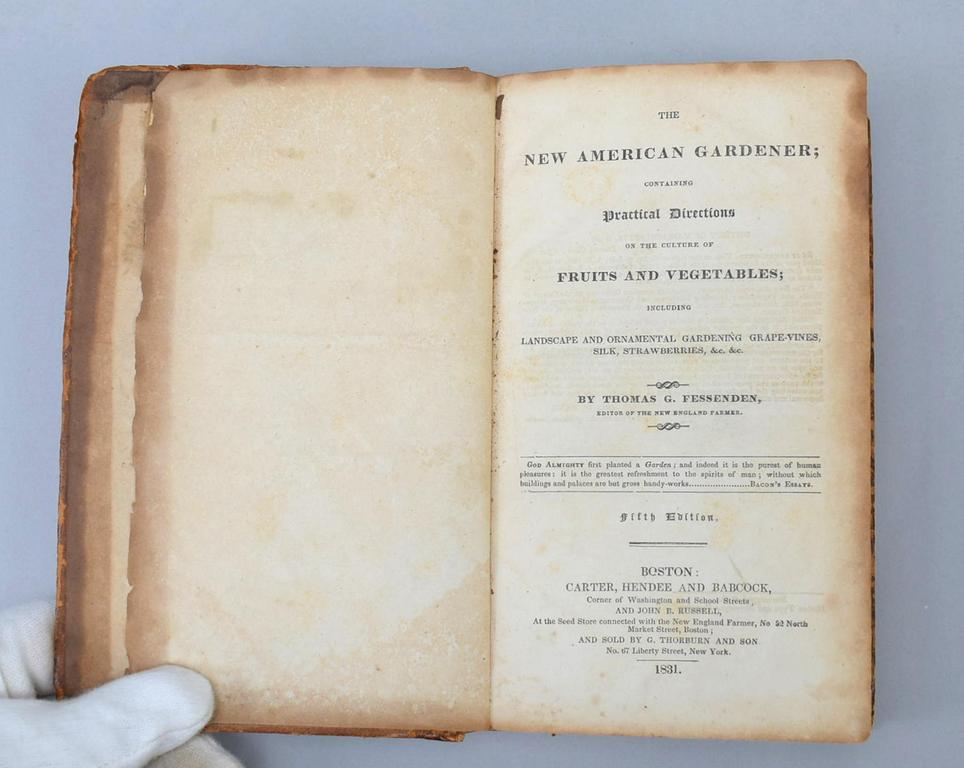 THE
NEW AMERICAN GARDENER;
CONTAINING
Practical Directions
ON THE CULTURE OF
FRUITS AND VEGETABLES;
INCLUDING
LANDSCAPE AND ORNAMENTAL GARDENING GRAPE-VINES,
SILK, STRAWBERRIES, &c. &c.
BY THOMAS G. FESSENDEN,
EDITOR OF THE NEW ENGLAND FARMER.
GOD ALMIGHTY first planted a Garden; and indeed it is the purest of human
pleasures: it is the greatest refreshment to the spirits of man; without which
buildings and palaces are but gross handy-works......................BACON'S ESSAYS.
Fifth Edition.
BOSTON:
CARTER, HENDEE AND BABCOCK,
Corner of Washington and School Streets,
AND JOHN B. RUSSELL,
At the Seed Store connected with the New England Farmer, No 52 North
Market Street, Boston;
AND SOLD BY G. THORBURN AND SON
No. 67 Liberty Street, New York.
1831.